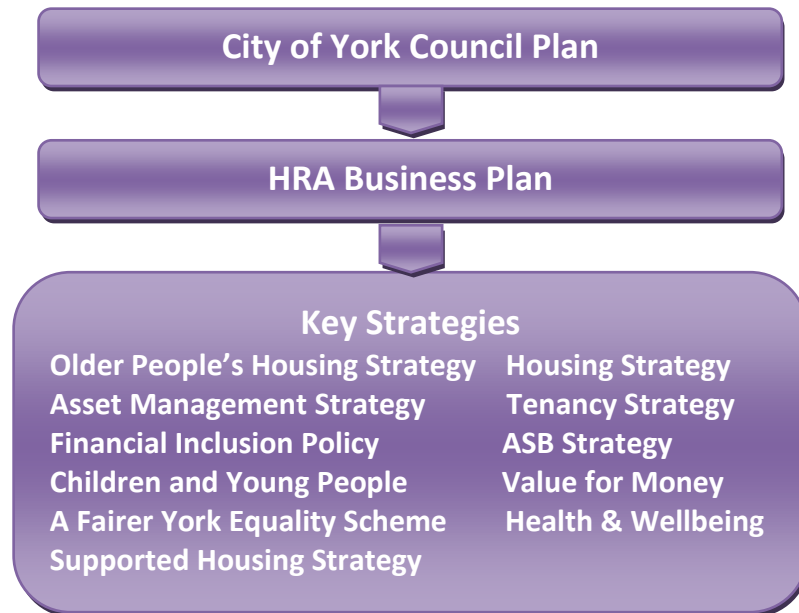 City of York Council Plan
HRA Business Plan
Key Strategies
Older People’s Housing Strategy Housing Strategy
Asset Management Strategy Tenancy Strategy
Financial Inclusion Policy ASB Strategy
Children and Young People Value for Money
A Fairer York Equality Scheme Health & Wellbeing
Supported Housing Strategy